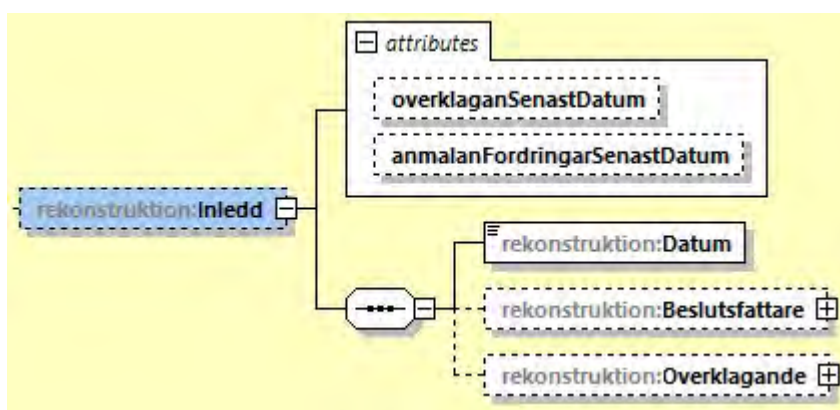 attributes
overklaganSenastDatum
anmalanFordringarSenastDatum
rekonstruktion:Inledd
rekonstruktion:Datum
rekonstruktion:Beslutsfattare
rekonstruktion:Overklagande